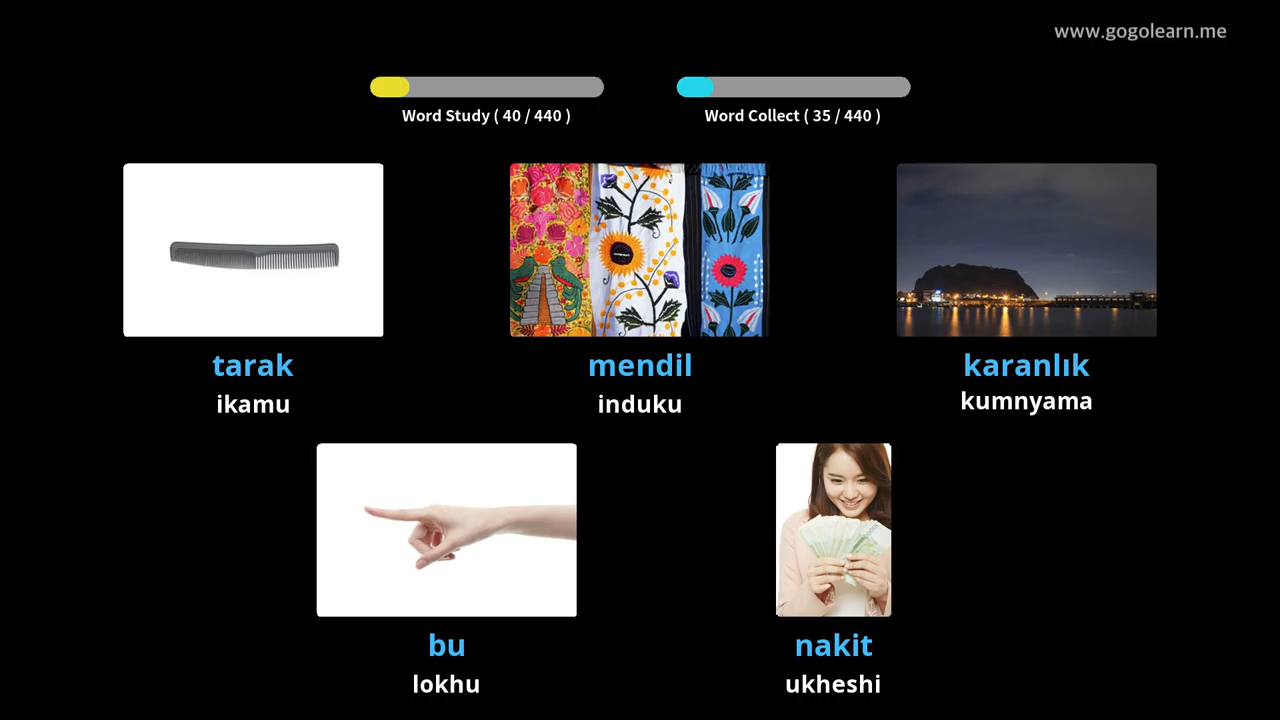 www.gogolearn.me
Word Study ( 40 / 440 )
Word Collect ( 35 / 440 )
tarak
ikamu
mendil
induku
karanlık
kumnyama
bu
lokhu
nakit
ukheshi